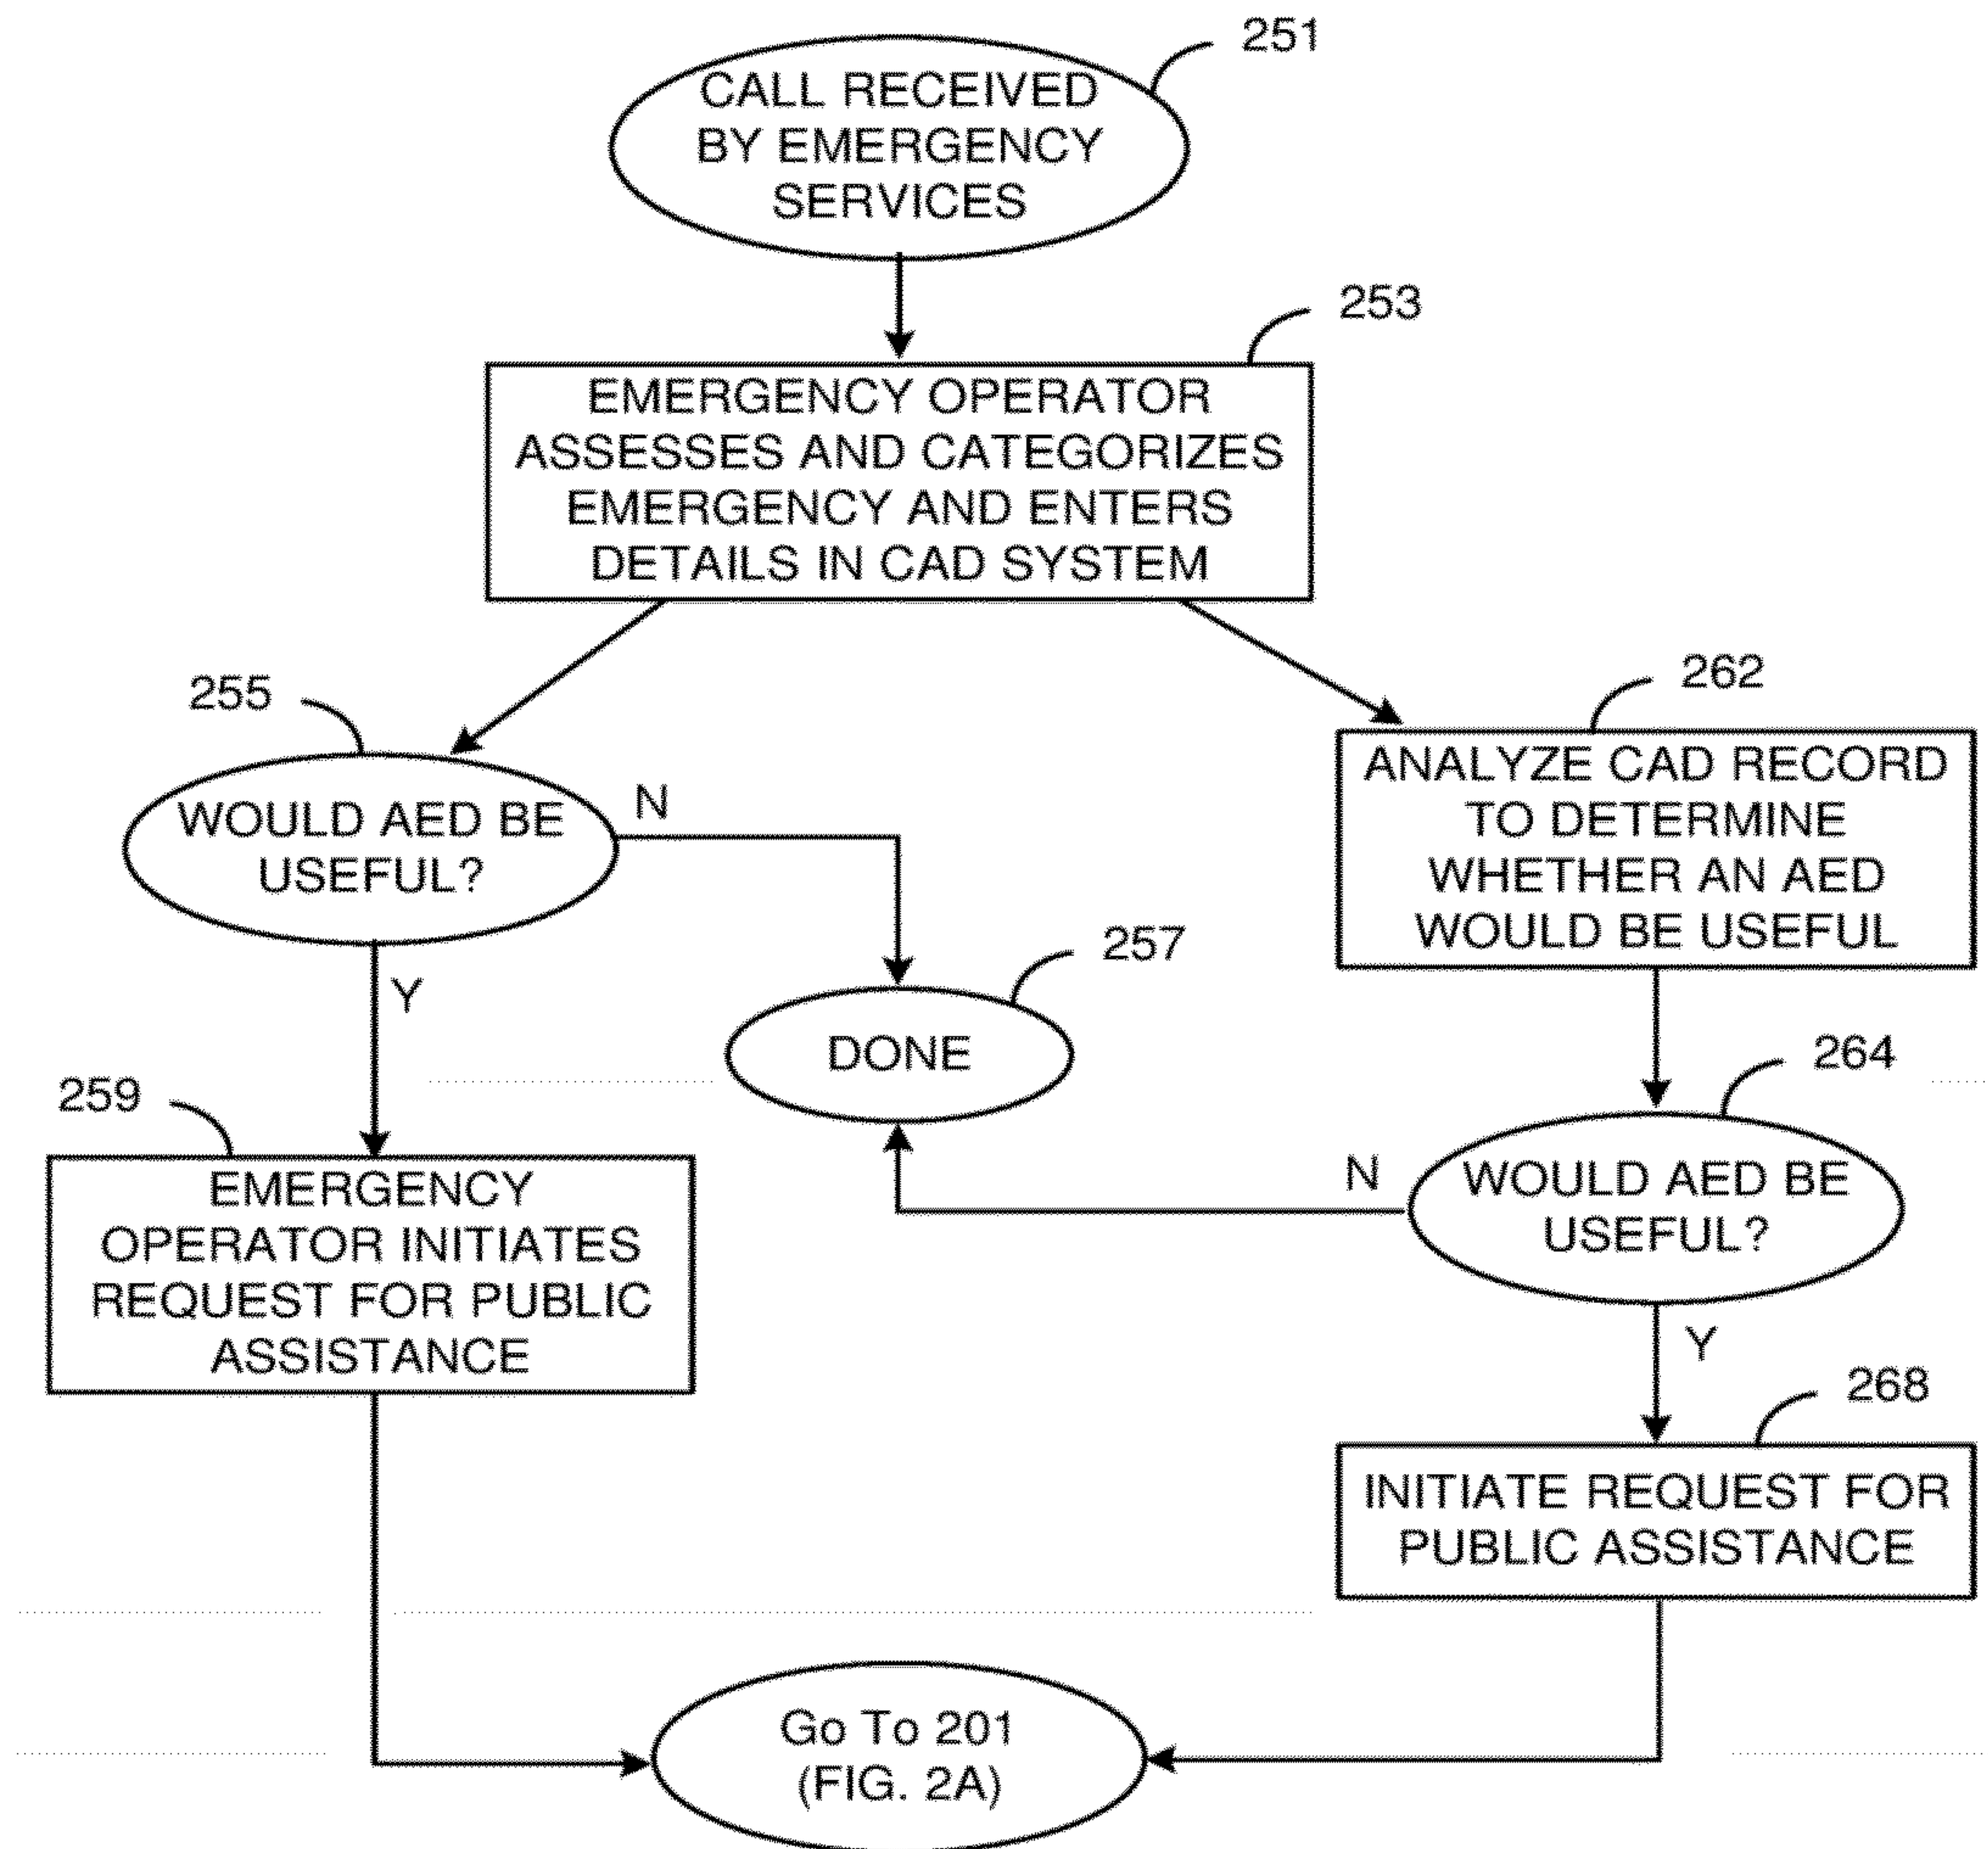 251
CALL RECEIVED
BY EMERGENCY
SERVICES
253
EMERGENCY OPERATOR
ASSESSES AND CATEGORIZES
EMERGENCY AND ENTERS
DETAILS IN CAD SYSTEM
255
WOULD AED BE
USEFUL?
N
Y
262
ANALYZE CAD RECORD
TO DETERMINE
WHETHER AN AED
WOULD BE USEFUL
257
DONE
264
WOULD AED BE
USEFUL?
N
Y
259
EMERGENCY
OPERATOR INITIATES
REQUEST FOR PUBLIC
ASSISTANCE
268
INITIATE REQUEST FOR
PUBLIC ASSISTANCE
Go To 201
(FIG. 2A)